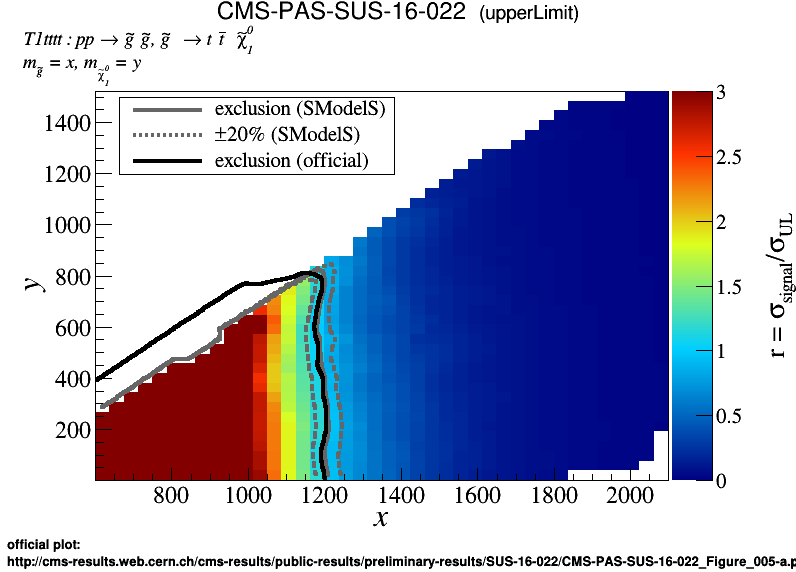 CMS-PAS-SUS-16-022 (upperLimit)
T1tttt : pp → g̃ g̃, g̃ → t t̄ χ̃₁⁰
m_g̃ = x, m_χ̃₁⁰ = y
exclusion (SModelS)
±20% (SModelS)
exclusion (official)
y
1400
1200
1000
800
600
400
200
800 1000 1200 1400 1600 1800 2000
x
3
2.5
2
1.5
1
0.5
0
r = σ_signal/σ_UL
official plot:
http://cms-results.web.cern.ch/cms-results/public-results/preliminary-results/SUS-16-022/CMS-PAS-SUS-16-022_Figure_005-a.p